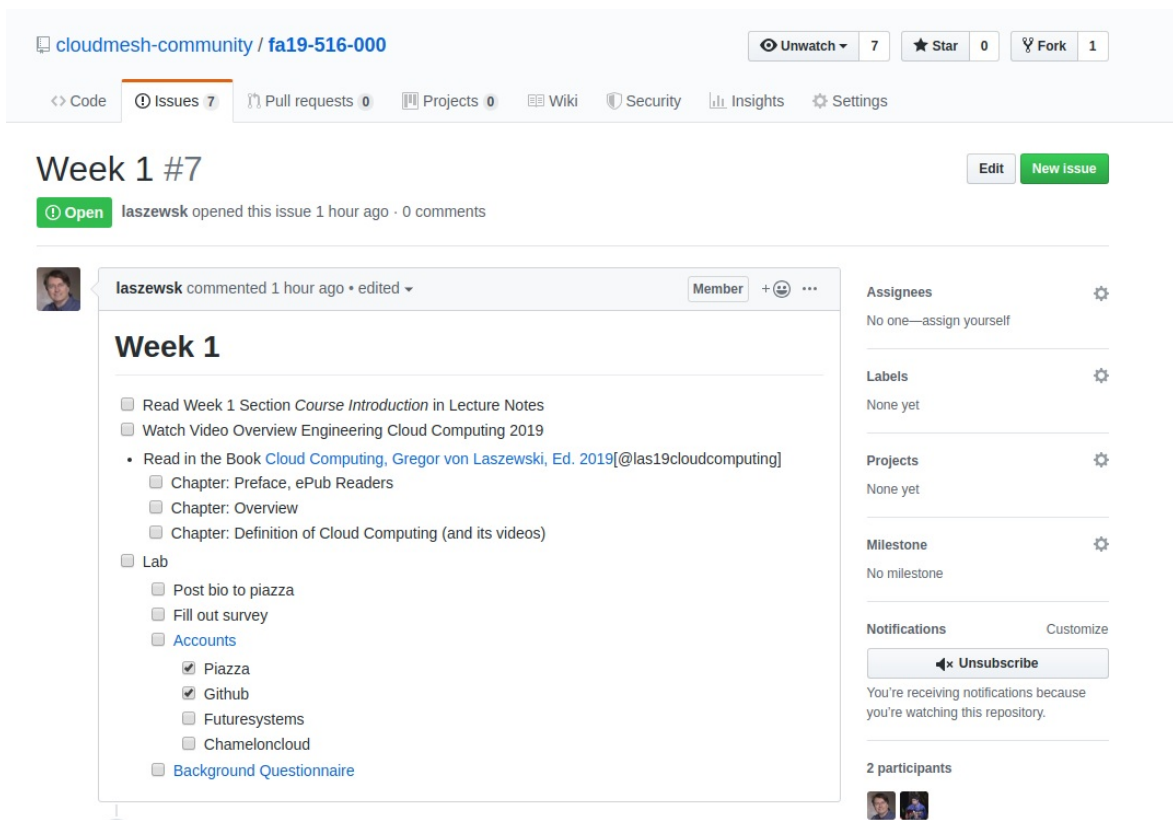 cloudmesh-community / fa19-516-000
Unwatch 7 Star 0 Fork 1
Code Issues 7 Pull requests 0 Projects 0 Wiki Security Insights Settings
Week 1 #7
Edit New issue
Open laszewsk opened this issue 1 hour ago · 0 comments
laszewsk commented 1 hour ago • edited
Member
Week 1
Read Week 1 Section Course Introduction in Lecture Notes
Watch Video Overview Engineering Cloud Computing 2019
• Read in the Book Cloud Computing, Gregor von Laszewski, Ed. 2019[@las19cloudcomputing]
Chapter: Preface, ePub Readers
Chapter: Overview
Chapter: Definition of Cloud Computing (and its videos)
Lab
Post bio to piazza
Fill out survey
Accounts
Piazza
Github
Futuresystems
Chameloncloud
Background Questionnaire
Assignees
No one—assign yourself
Labels
None yet
Projects
None yet
Milestone
No milestone
Notifications Customize
Unsubscribe
You’re receiving notifications because
you’re watching this repository.
2 participants